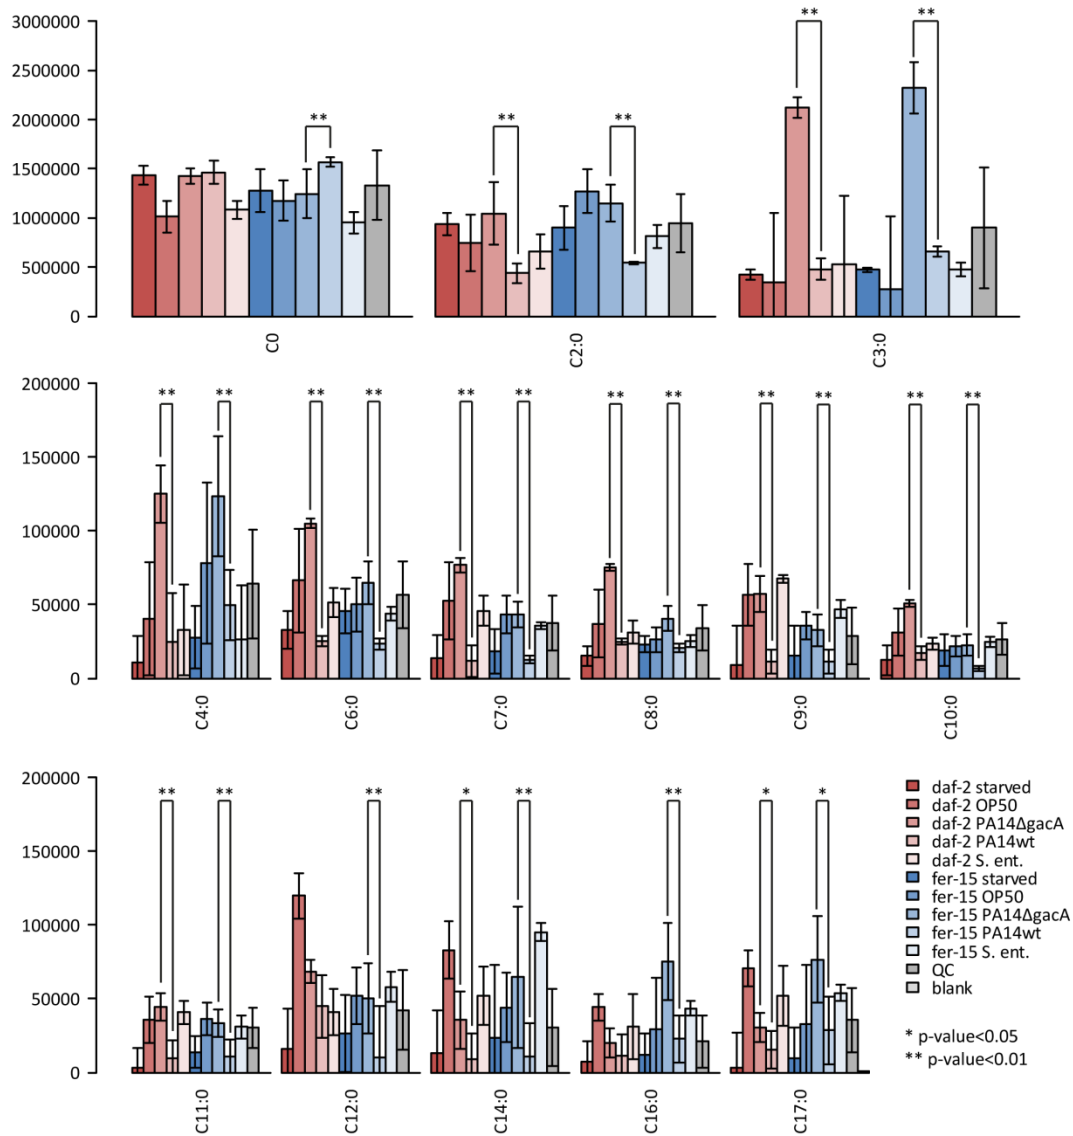 3000000
2500000
2000000
1500000
1000000
500000
0
**
**
**
**
**
C0
C2:0
C3:0
200000
150000
100000
50000
0
**
**
**
**
**
**
**
**
**
**
**
**
C4:0
C6:0
C7:0
C8:0
C9:0
C10:0
200000
150000
100000
50000
0
**
**
**
*
**
**
*
*
C11:0
C12:0
C14:0
C16:0
C17:0
daf-2 starved
daf-2 OP50
daf-2 PA14ΔgacA
daf-2 PA14wt
daf-2 S. ent.
fer-15 starved
fer-15 OP50
fer-15 PA14ΔgacA
fer-15 PA14wt
fer-15 S. ent.
QC
blank
* p-value<0.05
** p-value<0.01